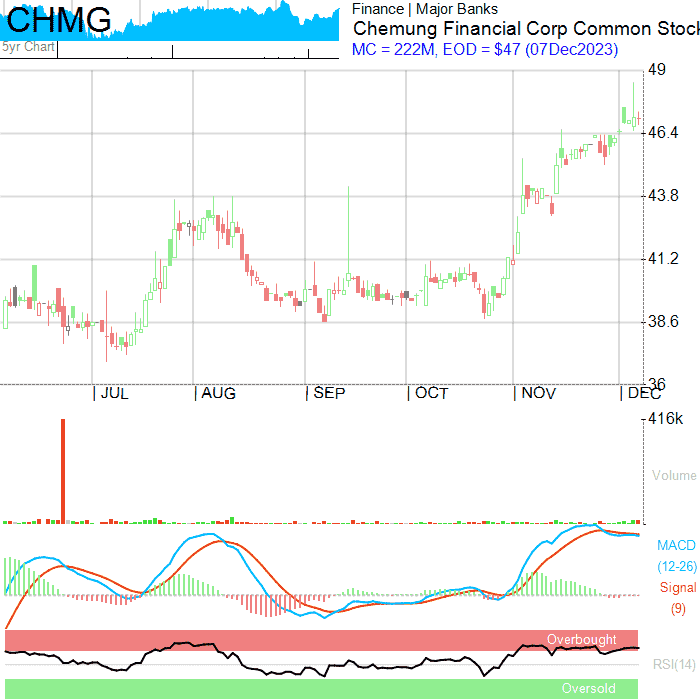 CHMG
5yr Chart
Finance | Major Banks
Chemung Financial Corp Common Stock
MC = 222M, EOD = $47 (07Dec2023)
49
46.4
43.8
41.2
38.6
36
| JUL | AUG | SEP | OCT | NOV | DEC
416k
Volume
MACD
(12-26)
Signal
(9)
Overbought
RSI(14)
Oversold